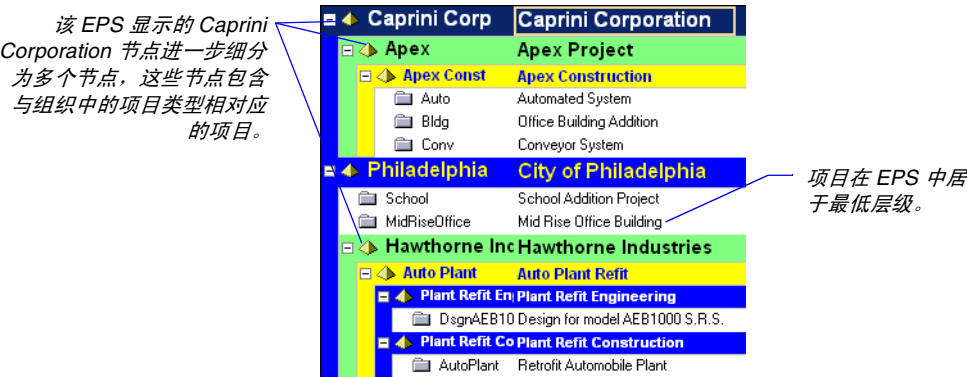 该 EPS 显示的 Caprini
Corporation 节点进一步细分
为多个节点，这些节点包含
与组织中的项目类型相对应
的项目。
Caprini Corp Caprini Corporation
Apex Apex Project
Apex Const Apex Construction
Auto Automated System
Bldg Office Building Addition
Conv Conveyor System
Philadelphia City of Philadelphia
School School Addition Project
MidRiseOffice Mid Rise Office Building
Hawthorne Inc Hawthorne Industries
Auto Plant Auto Plant Refit
Plant Refit En Plant Refit Engineering
DsgnAEB10 Design for model AEB1000 S.R.S.
Plant Refit Co Plant Refit Construction
AutoPlant Retrofit Automobile Plant
项目在 EPS 中居
于最低层级。